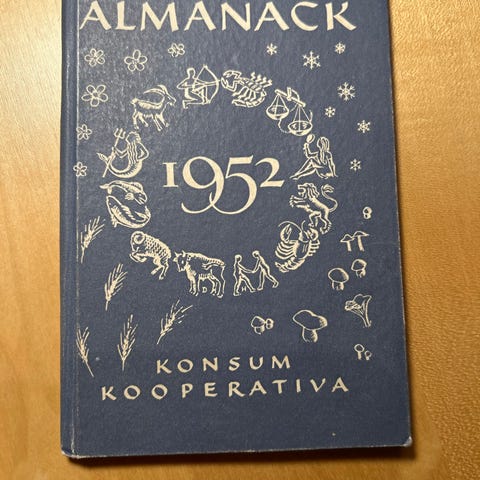 ALMANACK
1952
KONSUM
KOOPERATIVA